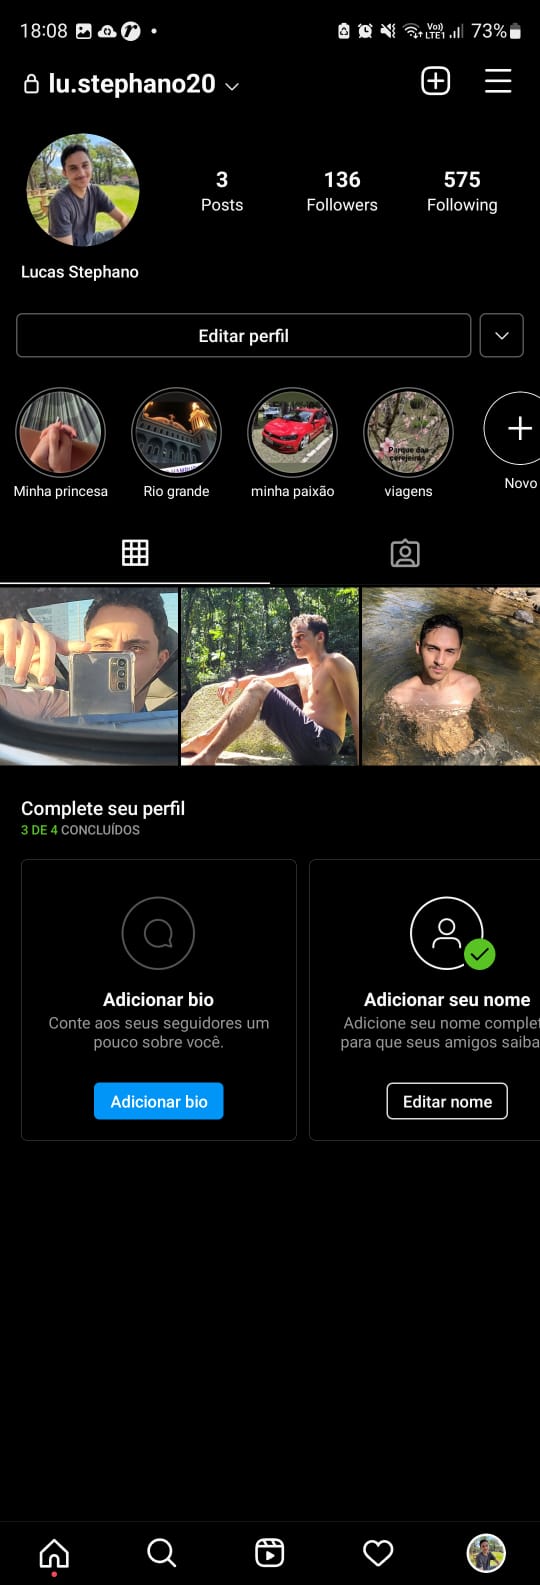 18:08
Vo))
LTE1
73%
lu.stephano20
3 136 575
Posts Followers Following
Lucas Stephano
Editar perfil
Parque das
cerejeiras
Minha princesa Rio grande minha paixão viagens Novo
Complete seu perfil
3 DE 4 CONCLUÍDOS
Adicionar bio
Conte aos seus seguidores um
pouco sobre você.
Adicionar bio
Adicionar seu nome
Adicione seu nome complet
para que seus amigos saiba
Editar nome